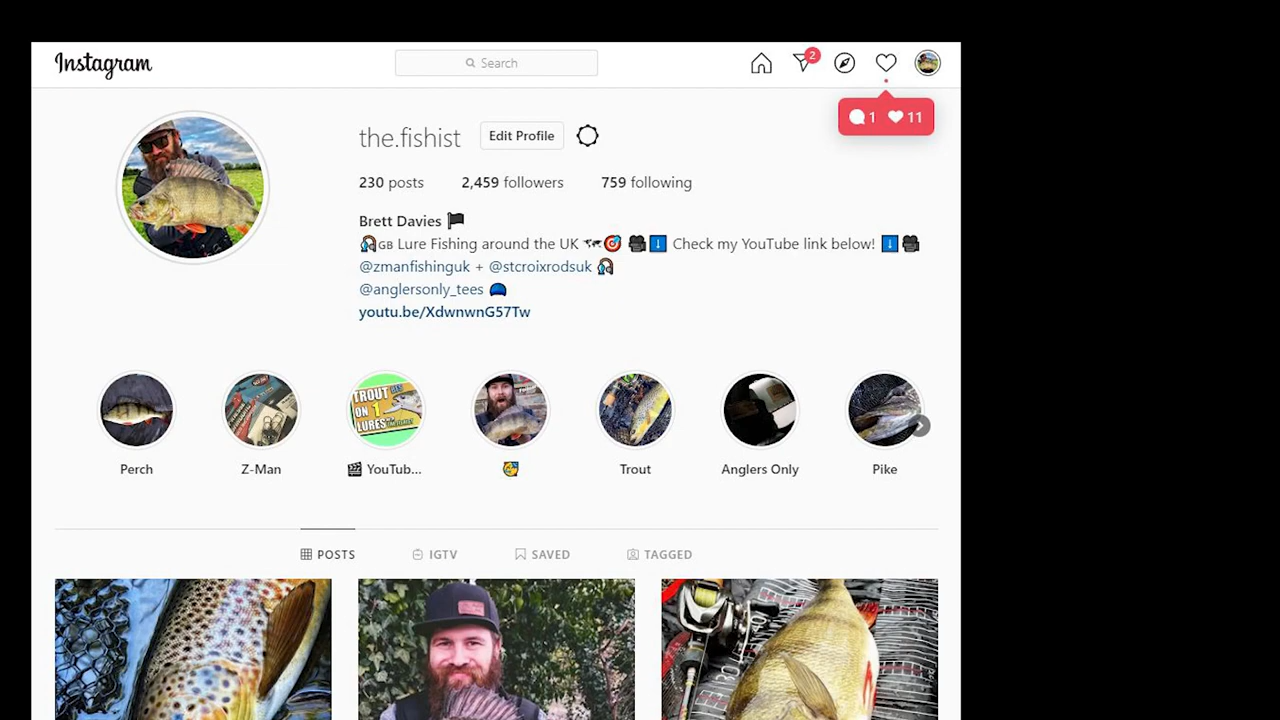 Instagram
Search
2
1 11
the.fishist Edit Profile
230 posts 2,459 followers 759 following
Brett Davies 🏴
GB Lure Fishing around the UK 🗺🎯 🎥⬇️ Check my YouTube link below! ⬇️🎥
@zmanfishinguk + @stcroixrodsuk
@anglersonly_tees 🧢
youtu.be/XdwnwnG57Tw
TROUT
ON 1
LURES
Perch Z-Man 🎬 YouTub... Trout Anglers Only Pike
POSTS IGTV SAVED TAGGED